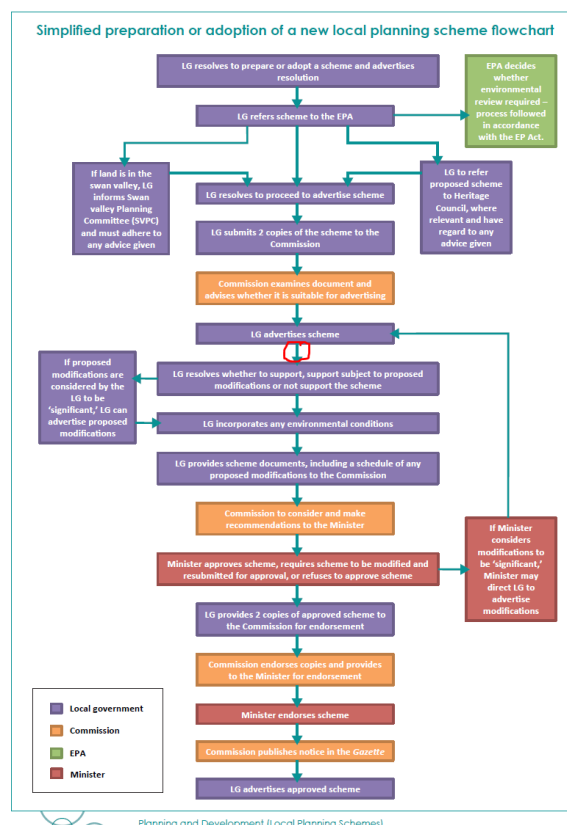 Simplified preparation or adoption of a new local planning scheme flowchart
LG resolves to prepare or adopt a scheme and advertises
resolution
EPA decides
whether
environmental
review required –
process followed
in accordance
with the EP Act.
LG refers scheme to the EPA
If land is in the
swan valley, LG
informs Swan
valley Planning
Committee (SVPC)
and must adhere to
any advice given
LG resolves to proceed to advertise scheme
LG to refer
proposed scheme
to Heritage
Council, where
relevant and have
regard to any
advice given
LG submits 2 copies of the scheme to the
Commission
Commission examines document and
advises whether it is suitable for advertising
LG advertises scheme
If proposed
modifications are
considered by the
LG to be
‘significant,’ LG can
advertise proposed
modifications
LG resolves whether to support, support subject to proposed
modifications or not support the scheme
LG incorporates any environmental conditions
LG provides scheme documents, including a schedule of any
proposed modifications to the Commission
Commission to consider and make
recommendations to the Minister
If Minister
considers
modifications to
be ‘significant,’
Minister may
direct LG to
advertise
modifications
Minister approves scheme, requires scheme to be modified and
resubmitted for approval, or refuses to approve scheme
LG provides 2 copies of approved scheme to
the Commission for endorsement
Commission endorses copies and provides
to the Minister for endorsement
Minister endorses scheme
Commission publishes notice in the Gazette
LG advertises approved scheme
Local government
Commission
EPA
Minister
Planning and Development (Local Planning Schemes)